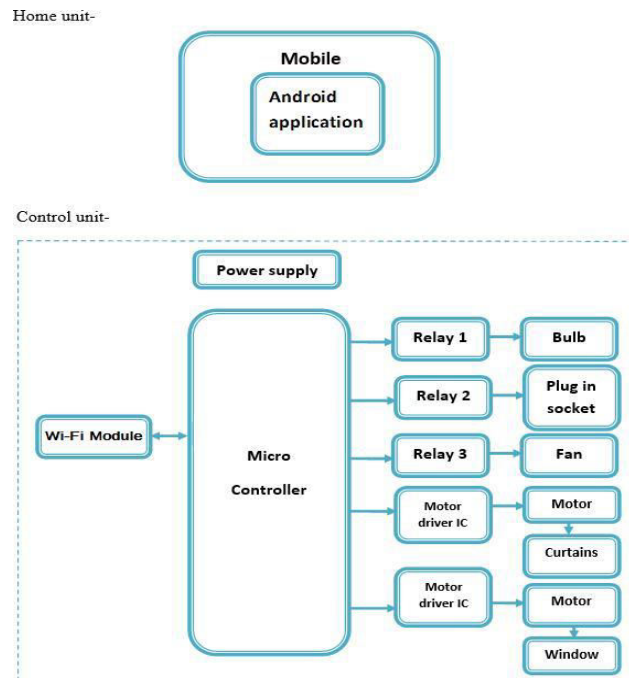 Home unit-
Mobile
Android
application
Control unit-
Power supply
Relay 1
Bulb
Relay 2
Plug in
socket
Wi-Fi Module
Micro
Controller
Relay 3
Fan
Motor
driver IC
Motor
Curtains
Motor
driver IC
Motor
Window